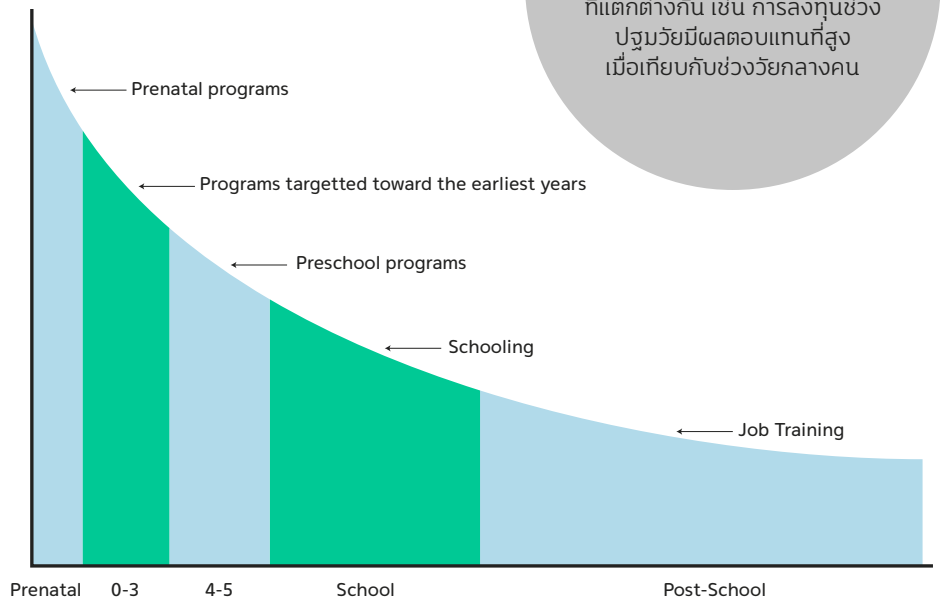 ที่แตกต่างกัน เช่น การลงทุนช่วง
ปฐมวัยมีผลตอบแทนที่สูง
เมื่อเทียบกับช่วงวัยกลางคน
Prenatal programs
Programs targetted toward the earliest years
Preschool programs
Schooling
Job Training
Prenatal
0-3
4-5
School
Post-School